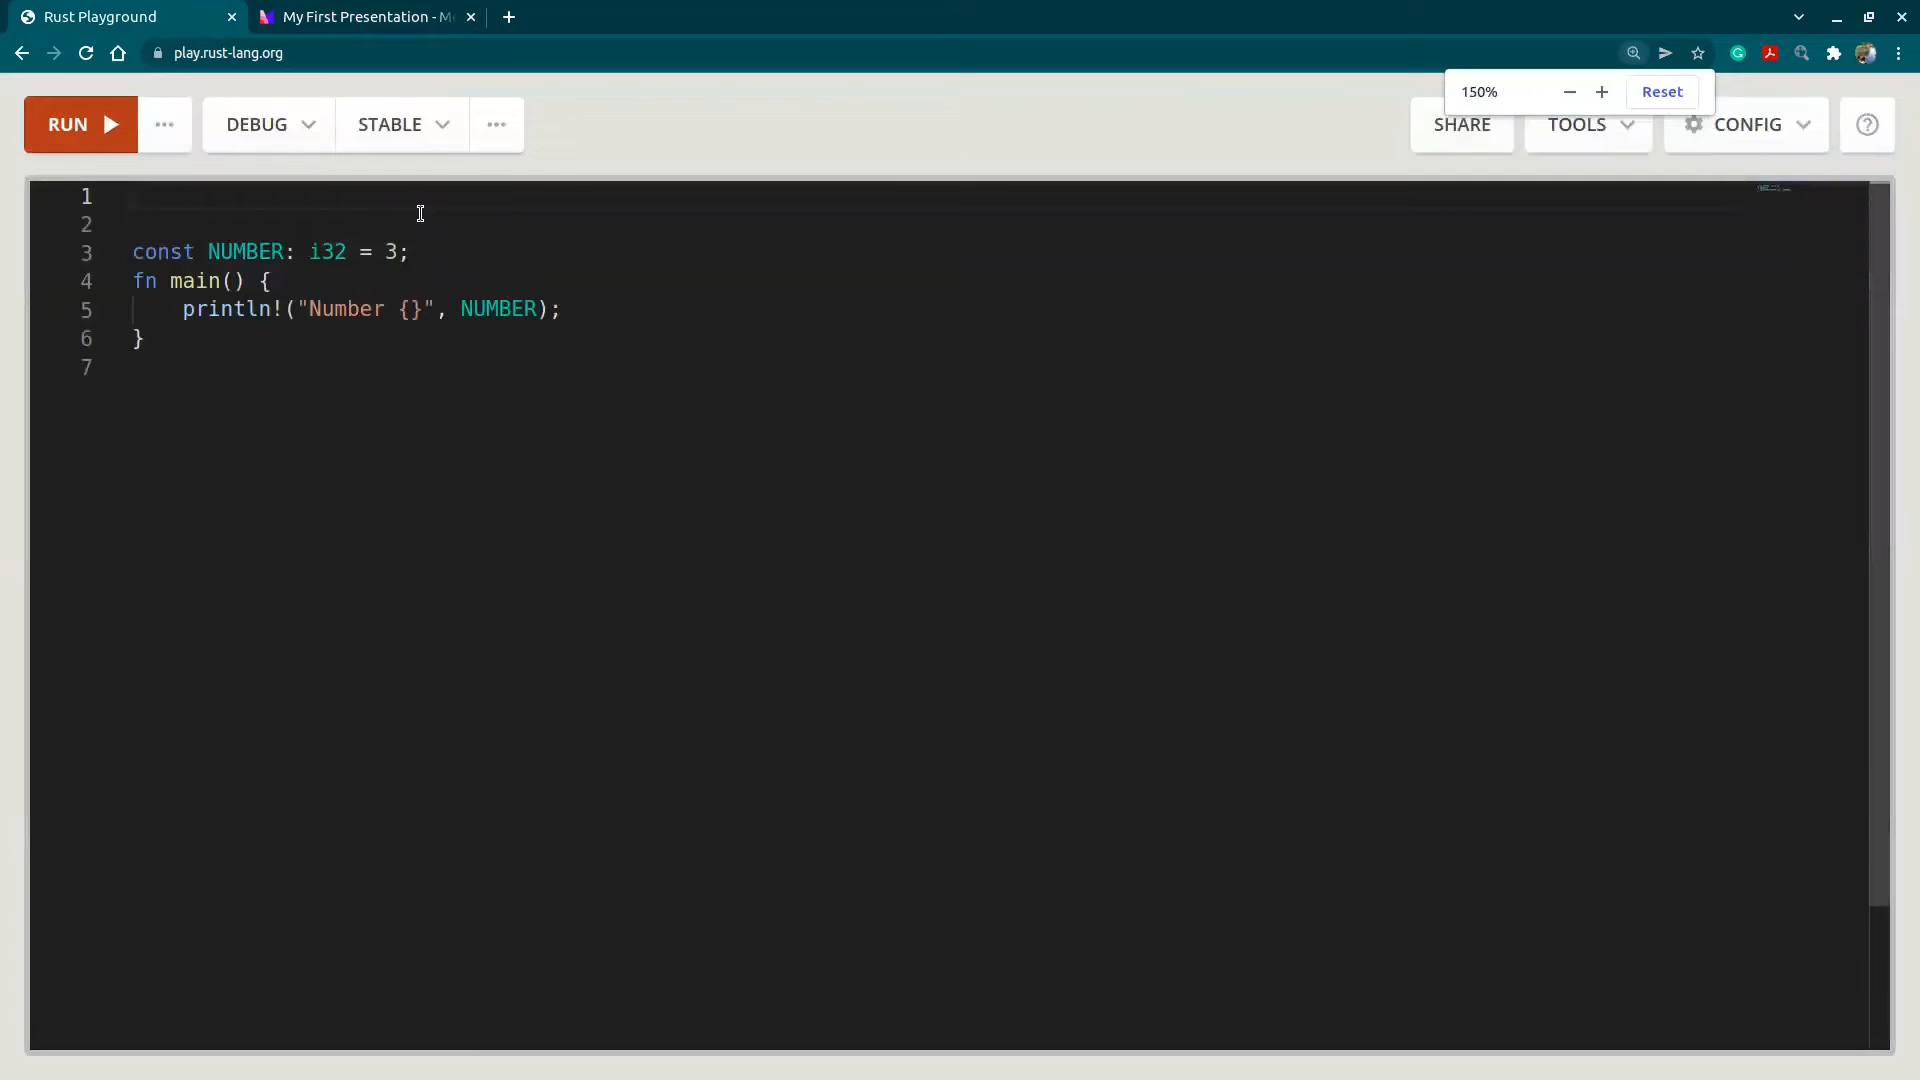 Rust Playground
My First Presentation - M
play.rust-lang.org
150%
Reset
RUN
DEBUG
STABLE
SHARE
TOOLS
CONFIG
1
2
3 const NUMBER: i32 = 3;
4 fn main() {
5 println!("Number {}", NUMBER);
6 }
7